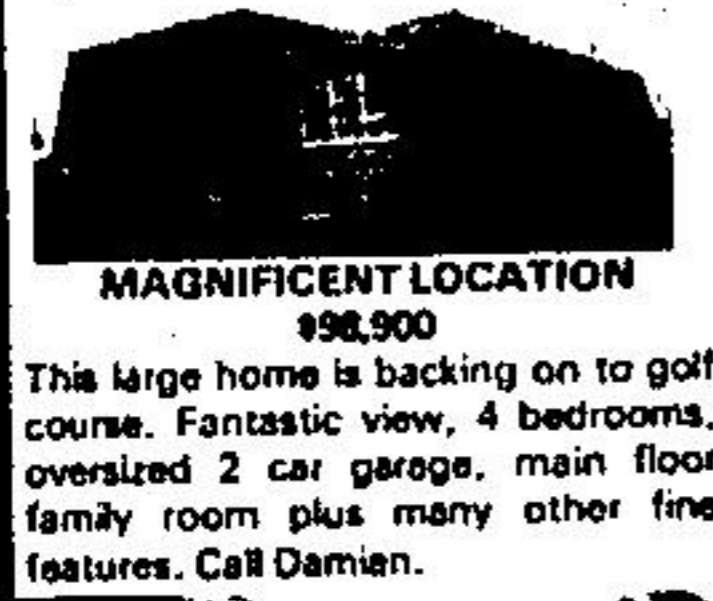 MAGNIFICENT LOCATION
$98,900
This large home is backing on to golf
course. Fantastic view, 4 bedrooms,
oversized 2 car garage, main floor
family room plus many other fine
features. Call Damian.